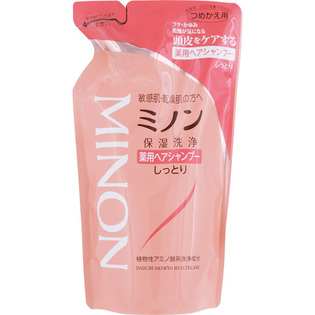 つめかえ用
フケ・かゆみ
乾燥が気になる
頭皮をケアする
薬用ヘアシャンプー
しっとり
敏感肌・乾燥肌の方へ
ミノン
保湿洗浄
薬用ヘアシャンプー
しっとり
MINON
植物性アミノ酸系洗浄成分
DAIICHI SANKYO HEALTHCARE